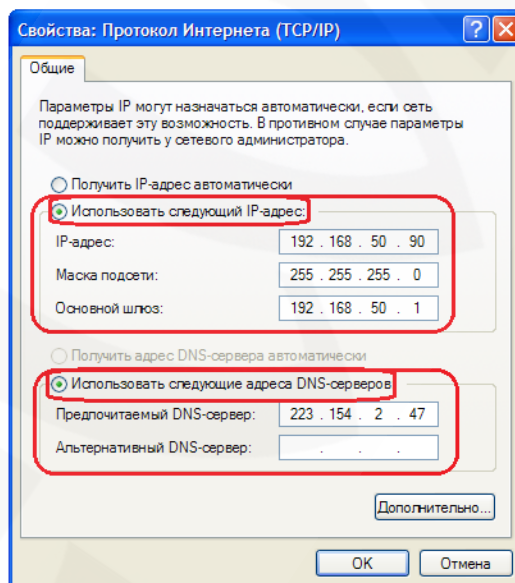 Свойства: Протокол Интернета (TCP/IP)
Общие
Параметры IP могут назначаться автоматически, если сеть
поддерживает эту возможность. В противном случае параметры
IP можно получить у сетевого администратора.
Получить IP-адрес автоматически
Использовать следующий IP-адрес:
IP-адрес: 192 . 168 . 50 . 90
Маска подсети: 255 . 255 . 255 . 0
Основной шлюз: 192 . 168 . 50 . 1
Получить адрес DNS-сервера автоматически
Использовать следующие адреса DNS-серверов
Предпочитаемый DNS-сервер: 223 . 154 . 2 . 47
Альтернативный DNS-сервер: . . .
Дополнительно...
OK Отмена